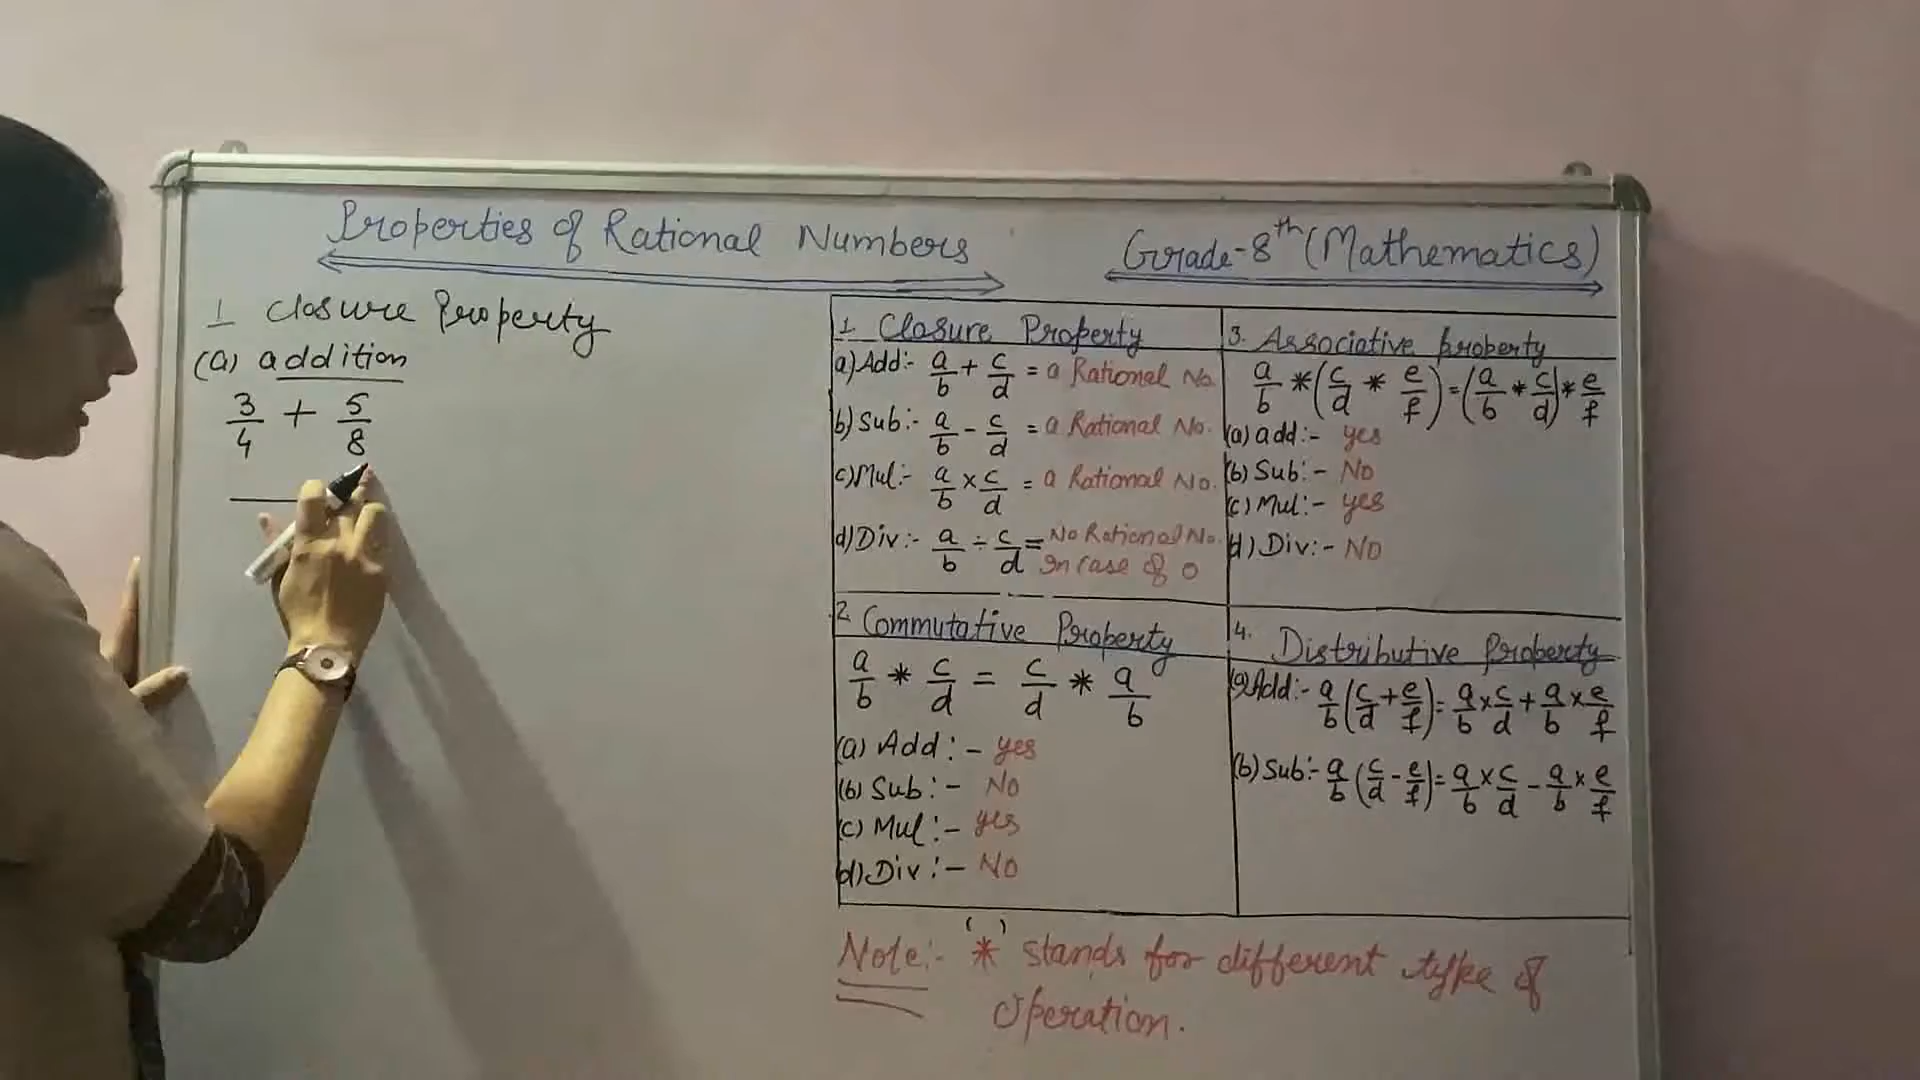 Properties of Rational Numbers
Grade-8th (Mathematics)
1 Closure Property
(a) addition
3/4 + 5/8
1. Closure Property
a) Add:- a/b + c/d = a Rational No.
b) Sub:- a/b - c/d = a Rational No.
c) Mul:- a/b × c/d = a Rational No.
d) Div:- a/b ÷ c/d = No Rational No.
In case of 0
2. Commutative Property
a/b * c/d = c/d * a/b
(a) Add:- yes
(b) Sub:- No
(c) Mul:- yes
(d) Div:- No
3. Associative property
a/b * (c/d * e/f) = (a/b * c/d) * e/f
(a) add:- yes
(b) Sub:- No
(c) Mul:- yes
(d) Div:- No
4. Distributive Property
(a) Add:- a/b (c/d + e/f) = a/b × c/d + a/b × e/f
(b) Sub:- a/b (c/d - e/f) = a/b × c/d - a/b × e/f
Note:- '*' stands for different type of
Operation.